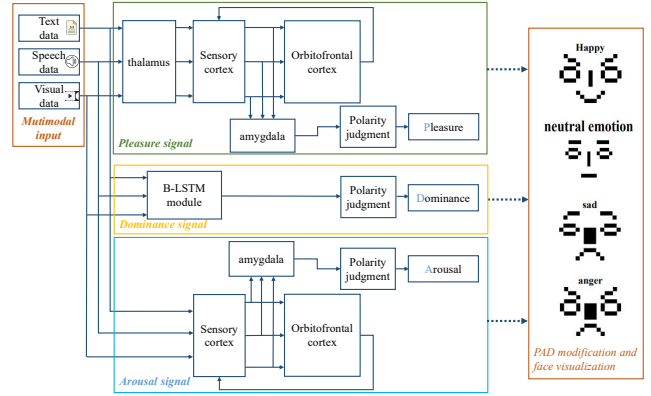 Text
data
Speech
data
Visual
data
Mutimodal
input
thalamus
Sensory
cortex
Orbitofrontal
cortex
amygdala
Polarity
judgment
Pleasure
Pleasure signal
B-LSTM
module
Polarity
judgment
Dominance
Dominance signal
amygdala
Polarity
judgment
Arousal
Sensory
cortex
Orbitofrontal
cortex
Arousal signal
Happy
neutral emotion
sad
anger
PAD modification and
face visualization